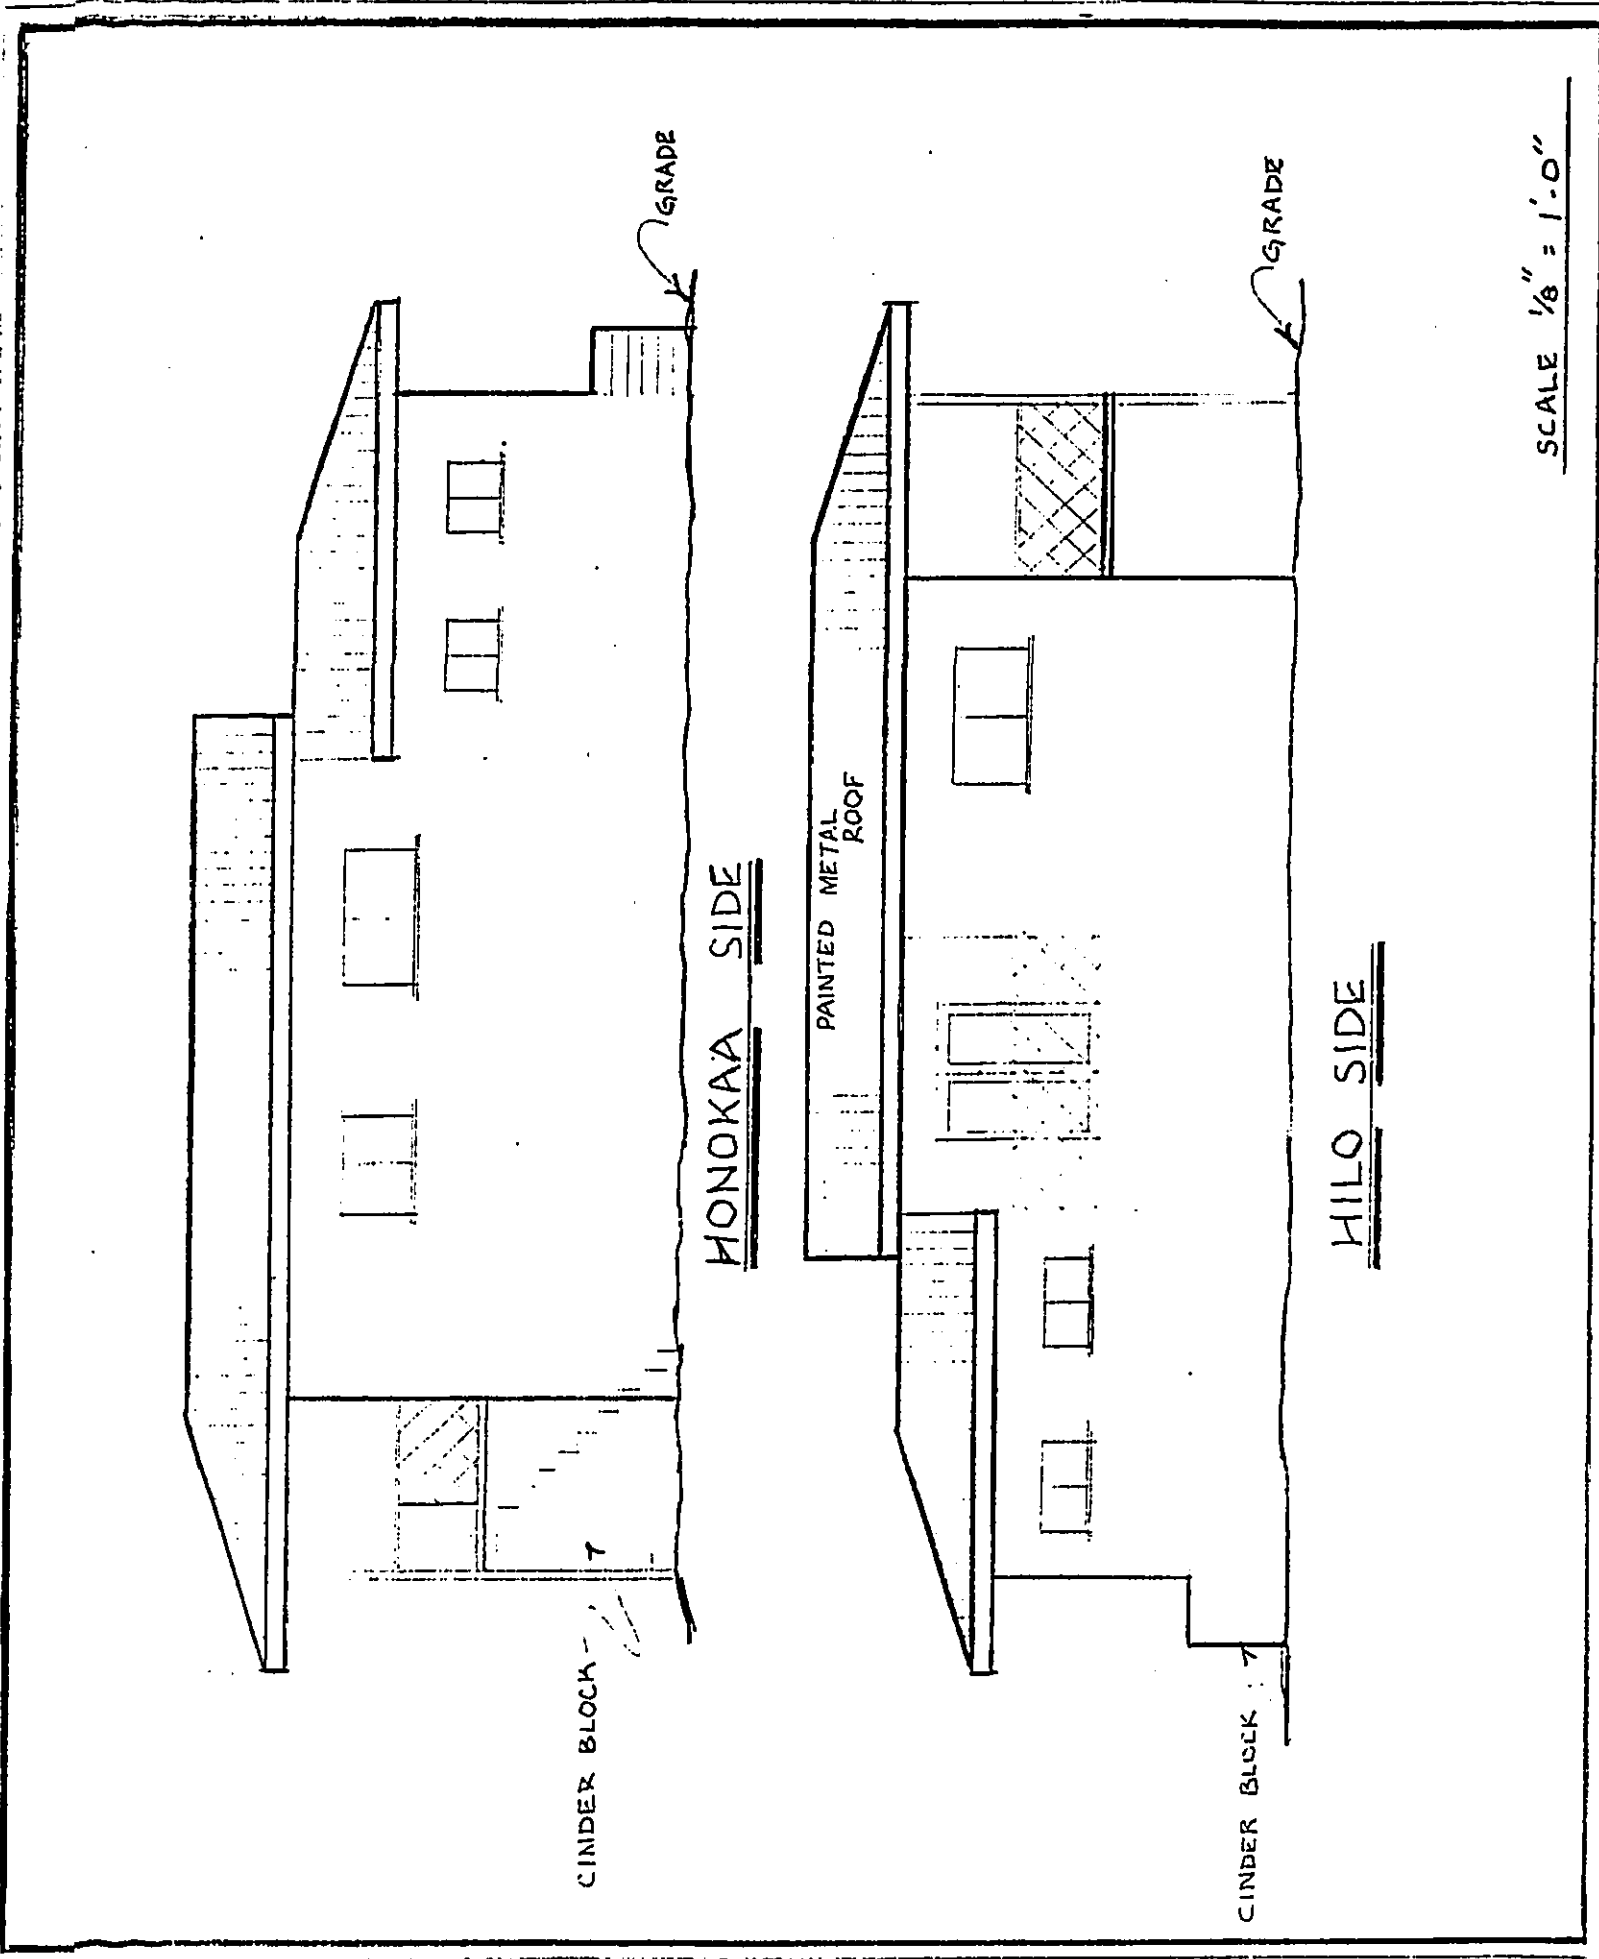 GRADE
CINDER BLOCK
HONOKAA SIDE
PAINTED METAL
ROOF
GRADE
CINDER BLOCK
HILO SIDE
SCALE 1/8" = 1'-0"